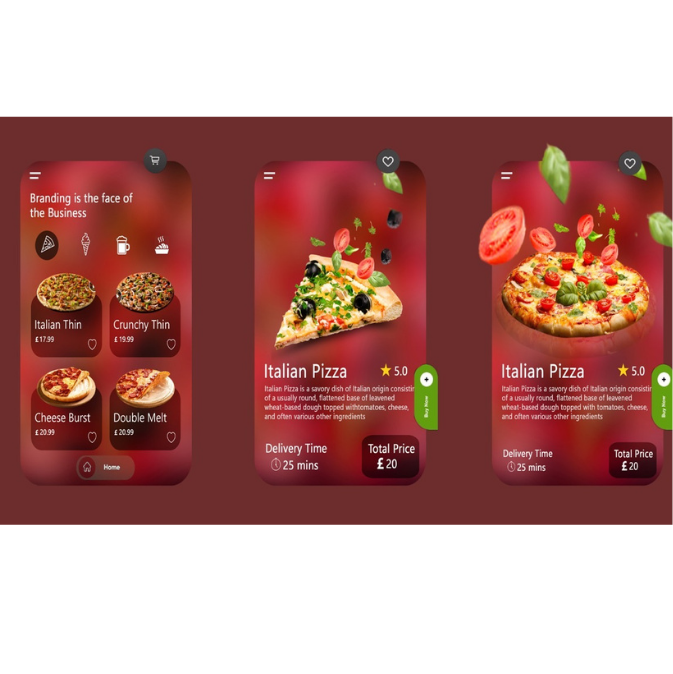 Branding is the face of
the Business
Italian Thin
£17.99
Crunchy Thin
£19.99
Cheese Burst
£20.99
Double Melt
£20.99
Home
Italian Pizza
5.0
Italian Pizza is a savory dish of Italian origin consistin
of a usually round, flattened base of leavened
wheat-based dough topped withtomatoes, cheese,
and often various other ingredients
Buy Now
Delivery Time
25 mins
Total Price
£20
Italian Pizza
5.0
Italian Pizza is a savory dish of Italian origin consistin
of a usually round, flattened base of leavened
wheat-based dough topped with tomatoes, cheese,
and often various other ingredients
Buy Now
Delivery Time
25 mins
Total Price
£20